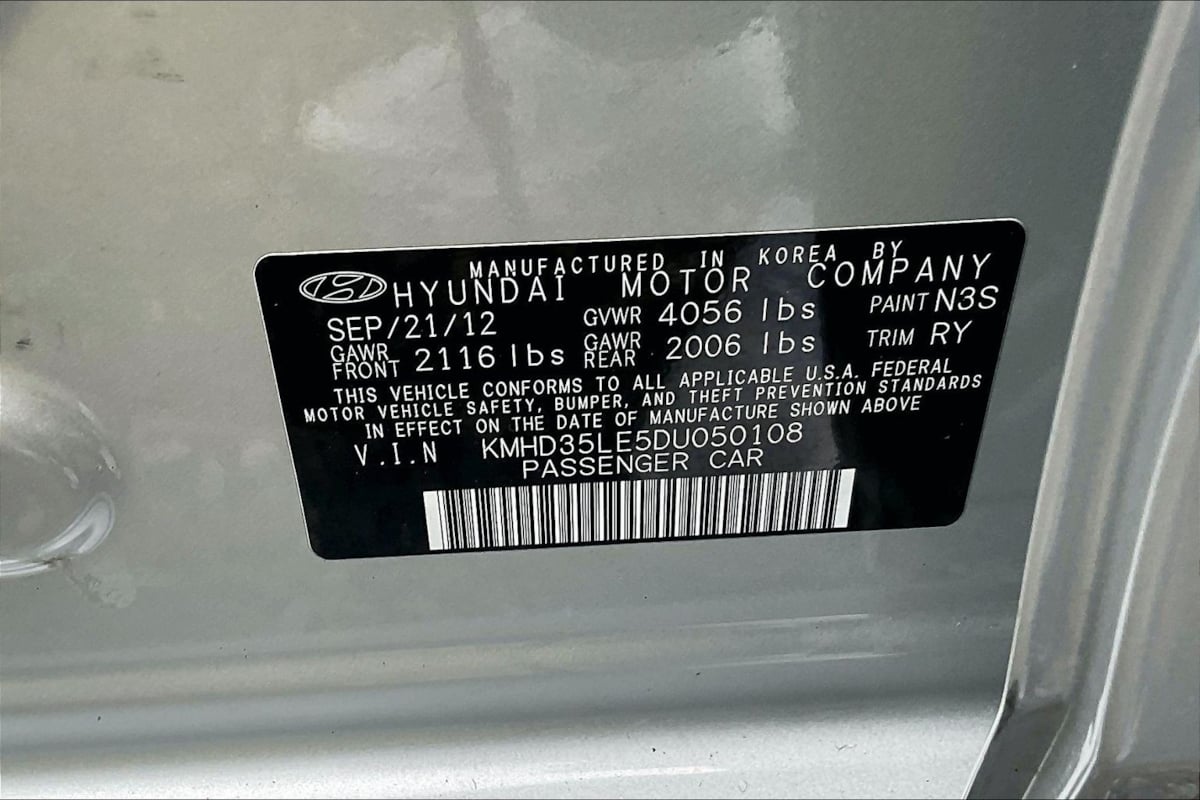 MANUFACTURED IN KOREA BY
HYUNDAI MOTOR COMPANY
SEP/21/12 GVWR 4056 lbs PAINT N3S
GAWR FRONT 2116 lbs GAWR REAR 2006 lbs TRIM RY
THIS VEHICLE CONFORMS TO ALL APPLICABLE U.S.A. FEDERAL
MOTOR VEHICLE SAFETY, BUMPER, AND THEFT PREVENTION STANDARDS
IN EFFECT ON THE DATE OF MANUFACTURE SHOWN ABOVE
V.I.N KMHD35LE5DU050108
PASSENGER CAR